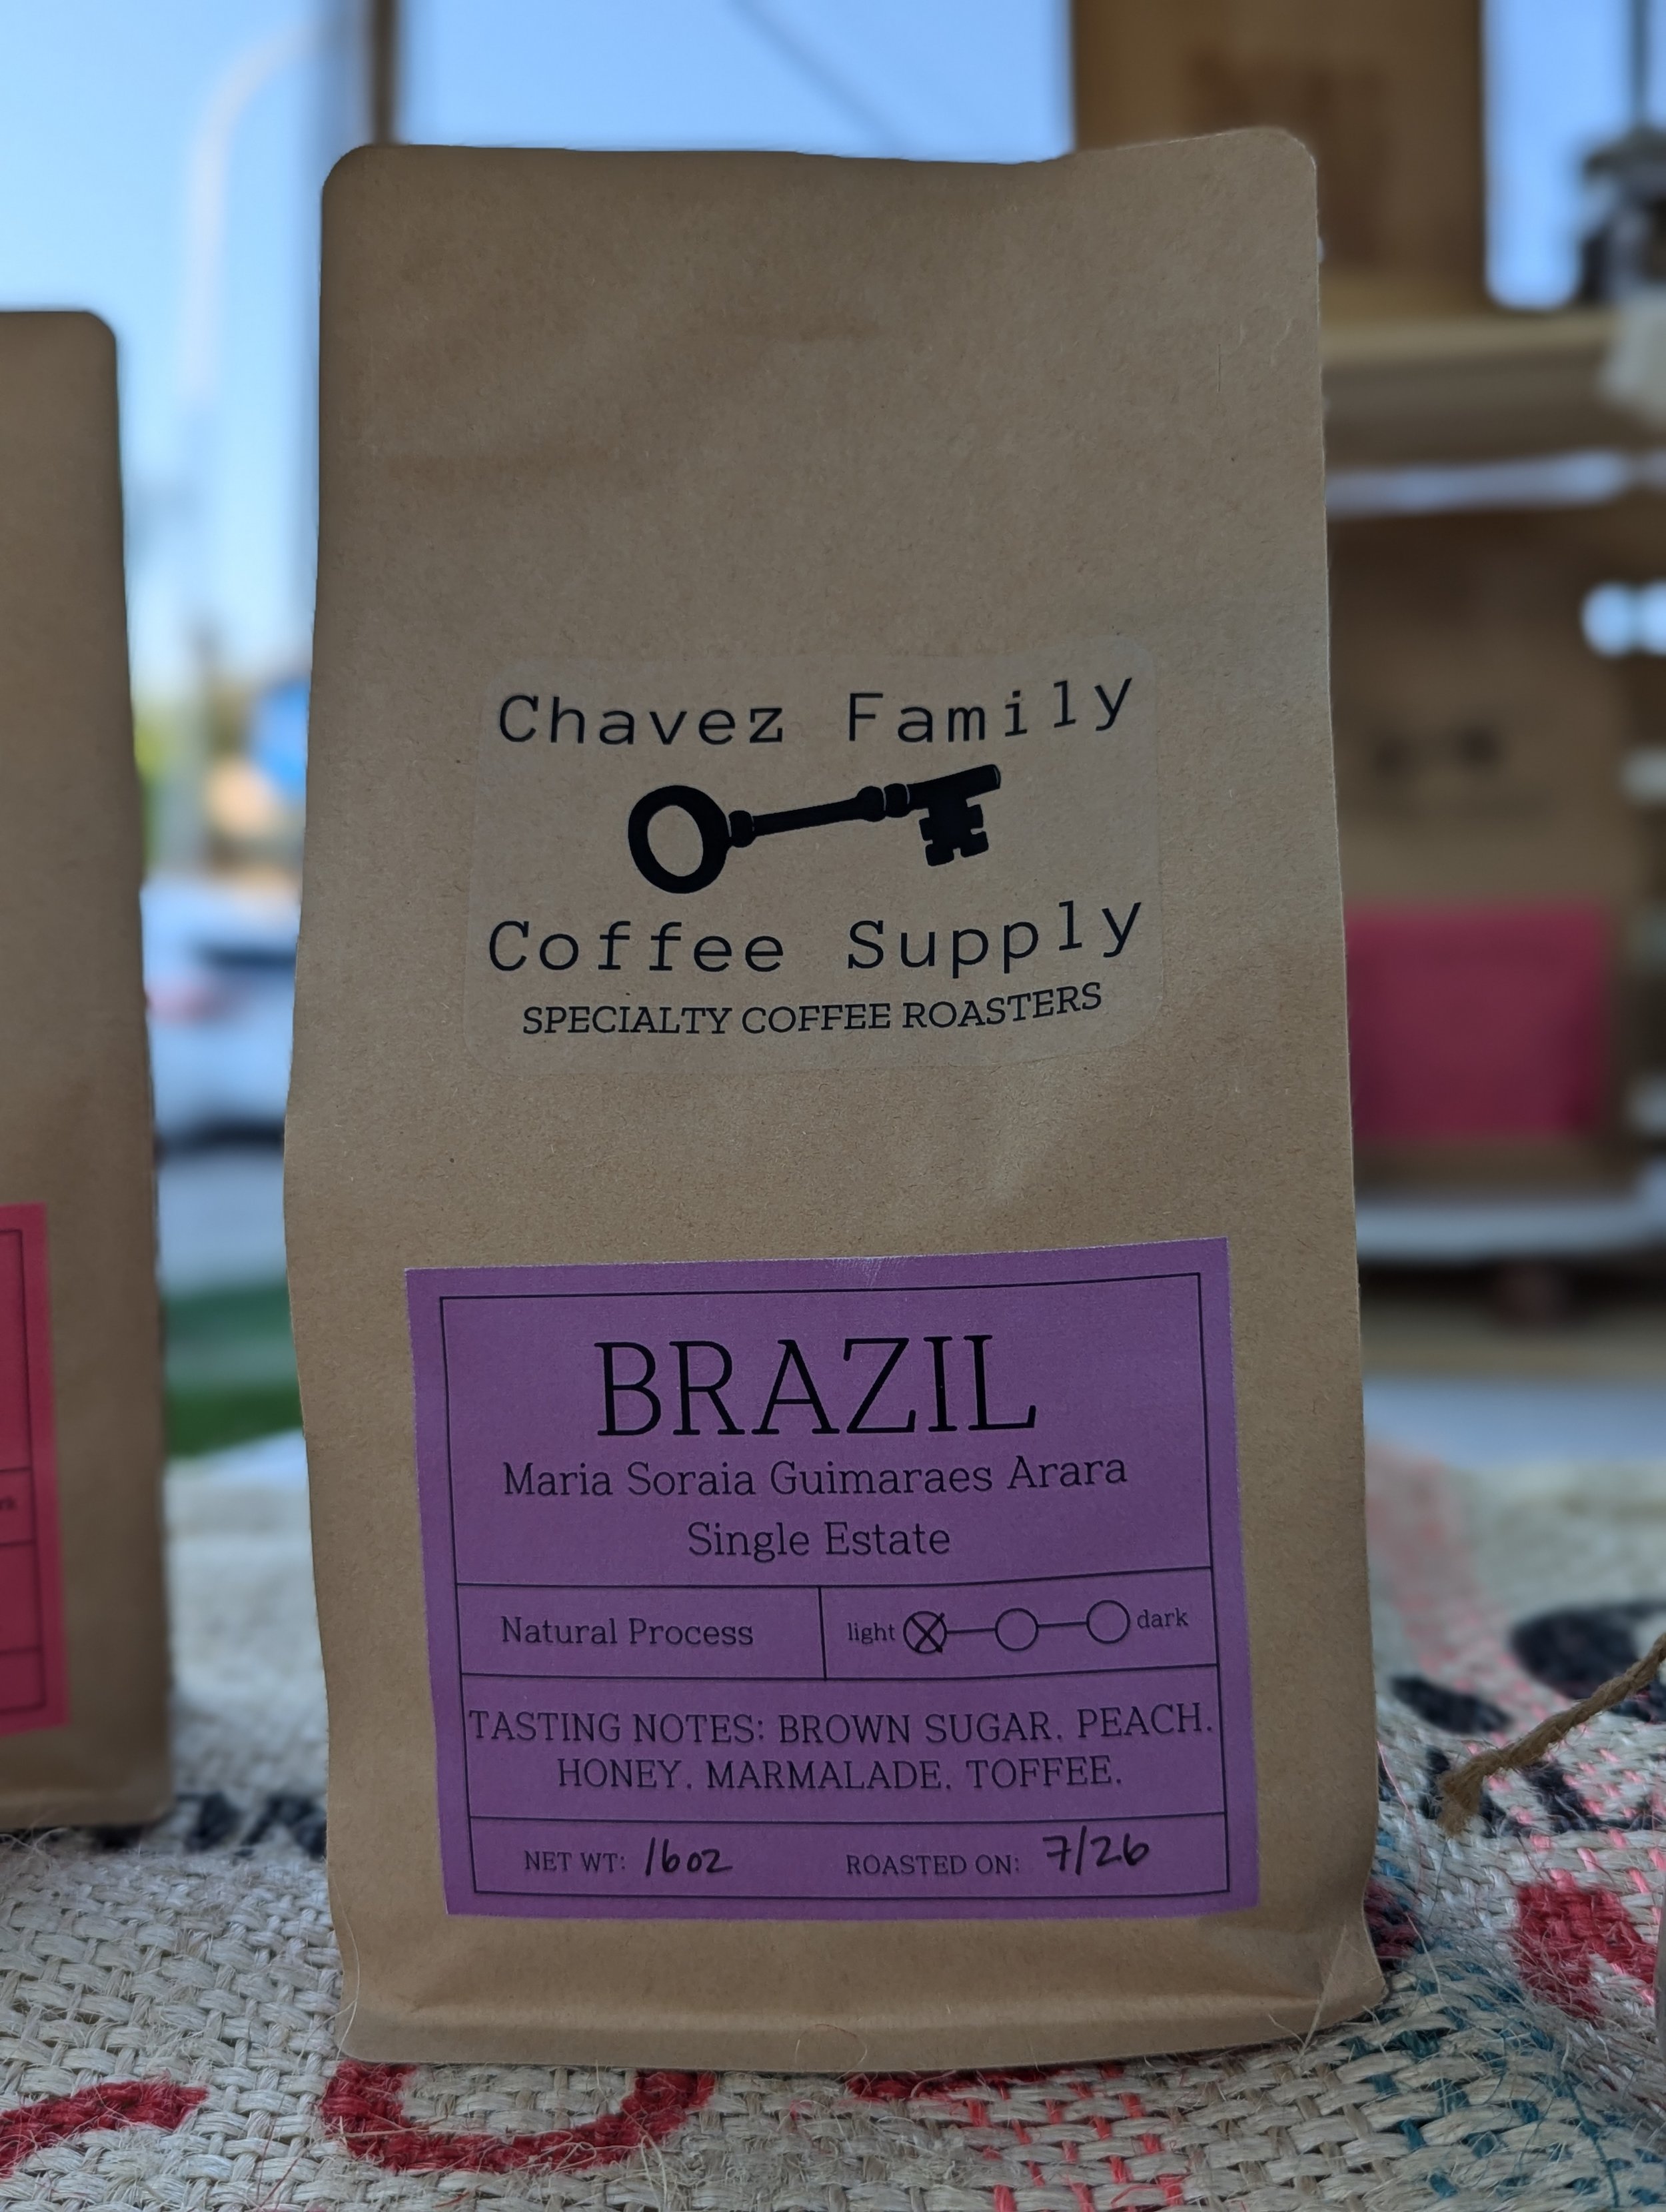 Chavez Family
Coffee Supply
SPECIALTY COFFEE ROASTERS
BRAZIL
Maria Soraia Guimaraes Arara
Single Estate
Natural Process
light dark
TASTING NOTES: BROWN SUGAR. PEACH.
HONEY. MARMALADE. TOFFEE.
NET WT: 16oz ROASTED ON: 7/26